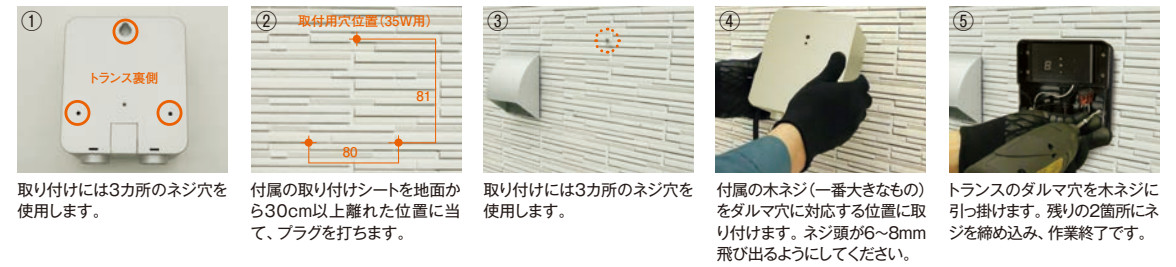 ①
トランス裏側
取り付けには3カ所のネジ穴を
使用します。
②
取付用穴位置(35W用)
81
80
付属の取り付けシートを地面か
ら30cm以上離れた位置に当
て、プラグを打ちます。
③
取り付けには3カ所のネジ穴を
使用します。
④
付属の木ネジ(一番大きなもの)
をダルマ穴に対応する位置に取
り付けます。ネジ頭が6〜8mm
飛び出るようにしてください。
⑤
8
トランスのダルマ穴を木ネジに
引っ掛けます。残りの2箇所にネ
ジを締め込み、作業終了です。